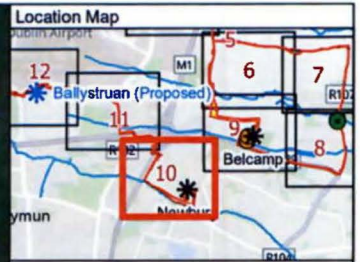 Location Map
Dublin Airport
5
M1
6
7
12
Ballystruan (Proposed)
R10
11
9
8
R102
Belcamp
10
Newbur
ymun
R104